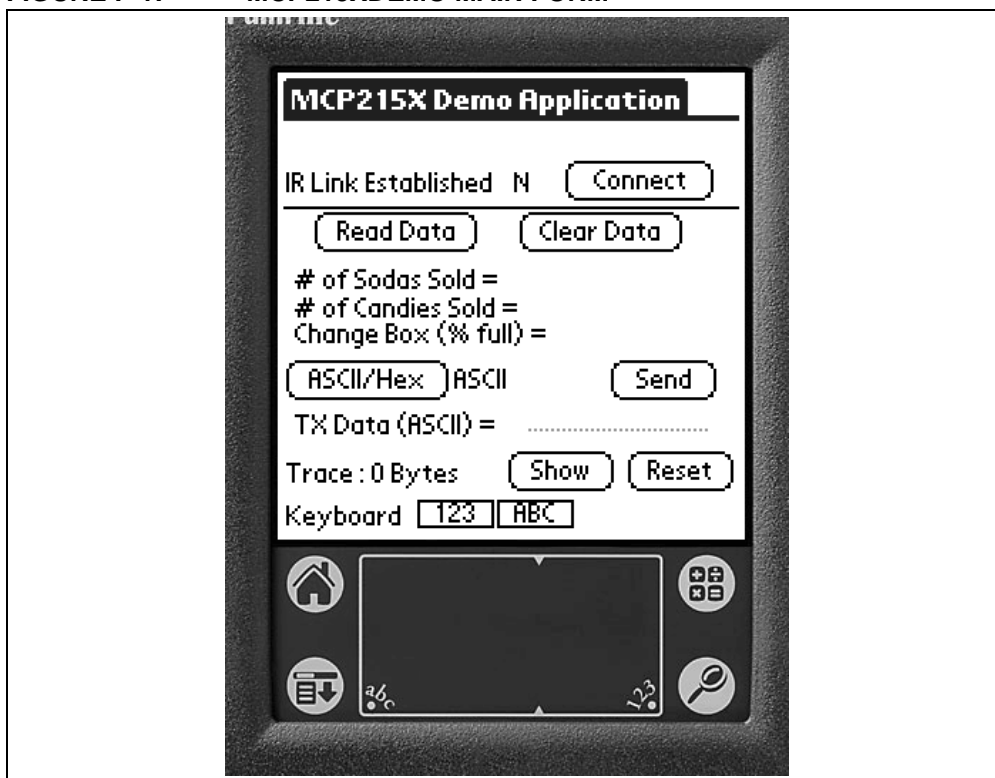 MCP215X Demo Application
IR Link Established N Connect
Read Data Clear Data
# of Sodas Sold =
# of Candies Sold =
Change Box (% full) =
ASCII/Hex ASCII Send
TX Data (ASCII) =
Trace : 0 Bytes Show Reset
Keyboard 123 ABC
abc 123